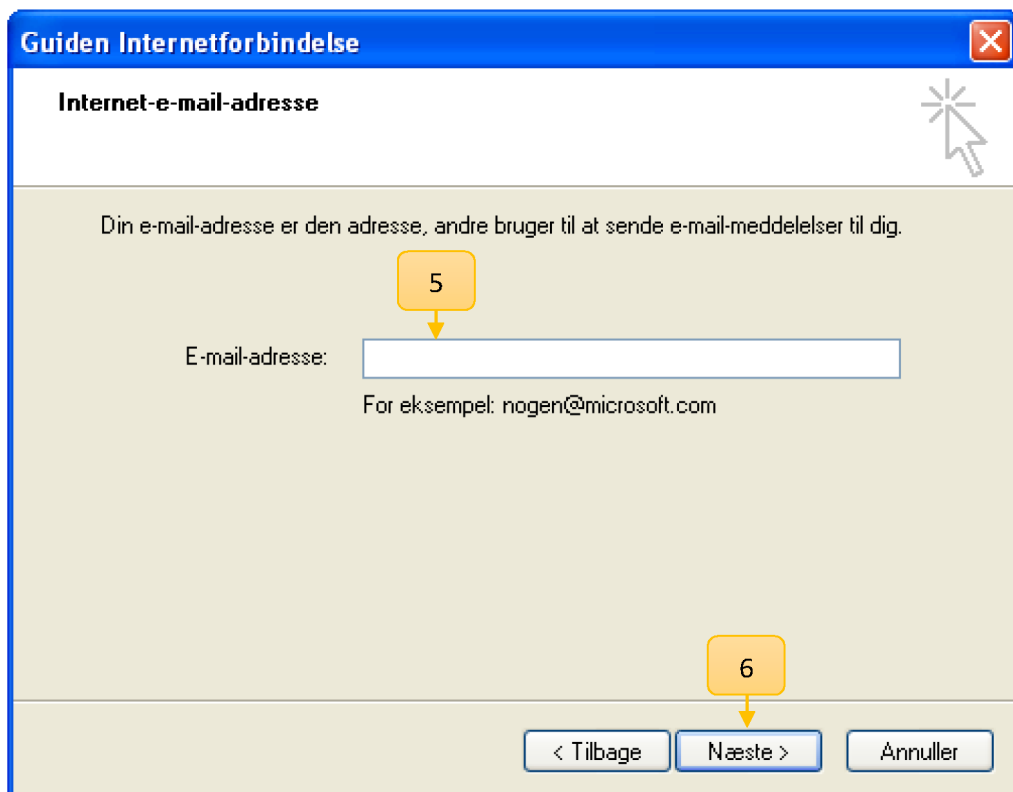 Guiden Internetforbindelse
Internet-e-mail-adresse
Din e-mail-adresse er den adresse, andre bruger til at sende e-mail-meddelelser til dig.
5
E-mail-adresse:
For eksempel: nogen@microsoft.com
6
< Tilbage Næste > Annuller